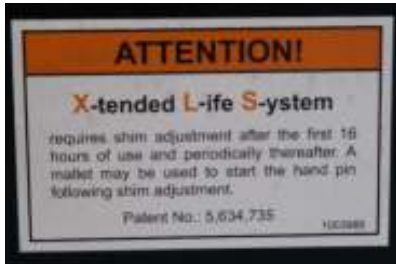 ATTENTION!
X-tended L-ife S-ystem
requires shim adjustment after the first 16
hours of use and periodically thereafter. A
mallet may be used to start the hand pin
following shim adjustment.
Patent No.: 5,634,735